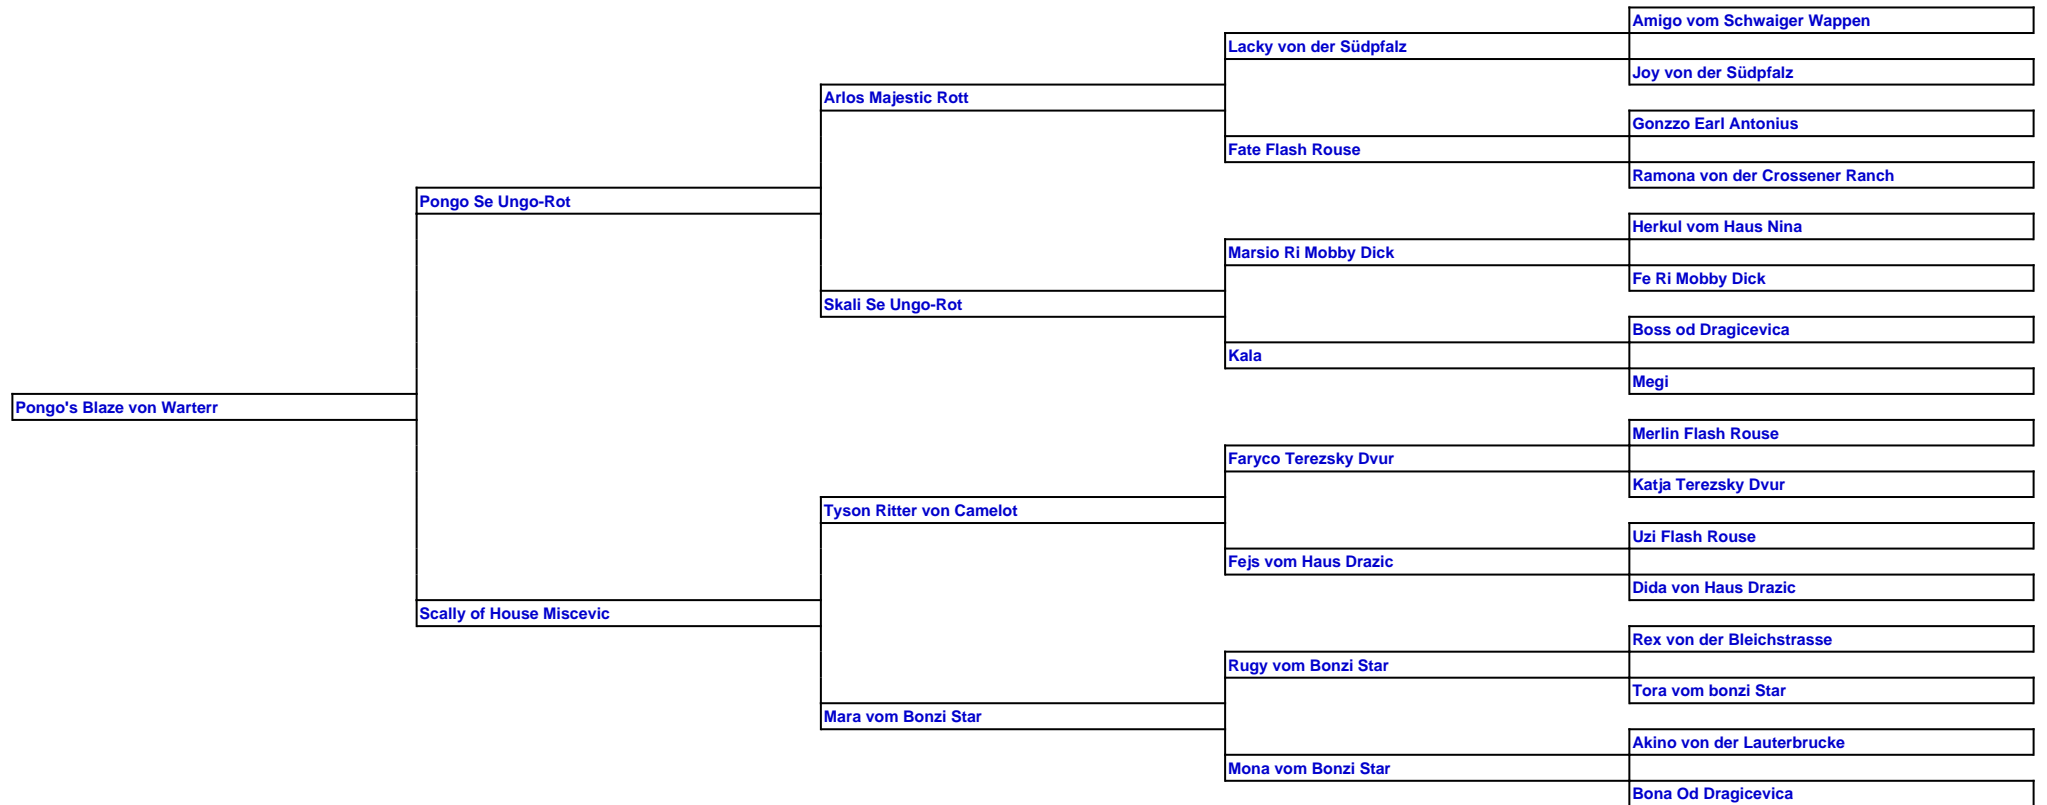 Amigo vom Schwaiger Wappen
Lacky von der Südpfalz
Joy von der Südpfalz
Arlos Majestic Rott
Gonzzo Earl Antonius
Fate Flash Rouse
Ramona von der Crossener Ranch
Pongo Se Ungo-Rot
Herkul vom Haus Nina
Marsio Ri Mobby Dick
Fe Ri Mobby Dick
Skali Se Ungo-Rot
Boss od Dragicevica
Kala
Megi
Pongo's Blaze von Warterr
Merlin Flash Rouse
Faryco Terezsky Dvur
Katja Terezsky Dvur
Tyson Ritter von Camelot
Uzi Flash Rouse
Fejs vom Haus Drazic
Dida von Haus Drazic
Scally of House Miscevic
Rex von der Bleichstrasse
Rugy vom Bonzi Star
Tora vom bonzi Star
Mara vom Bonzi Star
Akino von der Lauterbrucke
Mona vom Bonzi Star
Bona Od Dragicevica